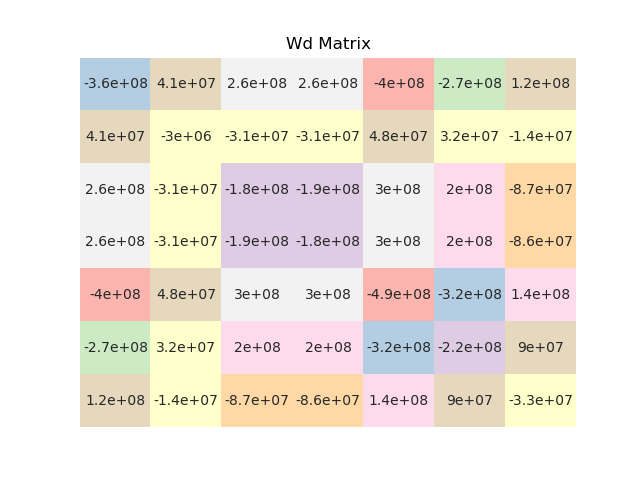 Wd Matrix
-3.6e+08 4.1e+07 2.6e+08 2.6e+08 -4e+08 -2.7e+08 1.2e+08
4.1e+07 -3e+06 -3.1e+07 -3.1e+07 4.8e+07 3.2e+07 -1.4e+07
2.6e+08 -3.1e+07 -1.8e+08 -1.9e+08 3e+08 2e+08 -8.7e+07
2.6e+08 -3.1e+07 -1.9e+08 -1.8e+08 3e+08 2e+08 -8.6e+07
-4e+08 4.8e+07 3e+08 3e+08 -4.9e+08 -3.2e+08 1.4e+08
-2.7e+08 3.2e+07 2e+08 2e+08 -3.2e+08 -2.2e+08 9e+07
1.2e+08 -1.4e+07 -8.7e+07 -8.6e+07 1.4e+08 9e+07 -3.3e+07